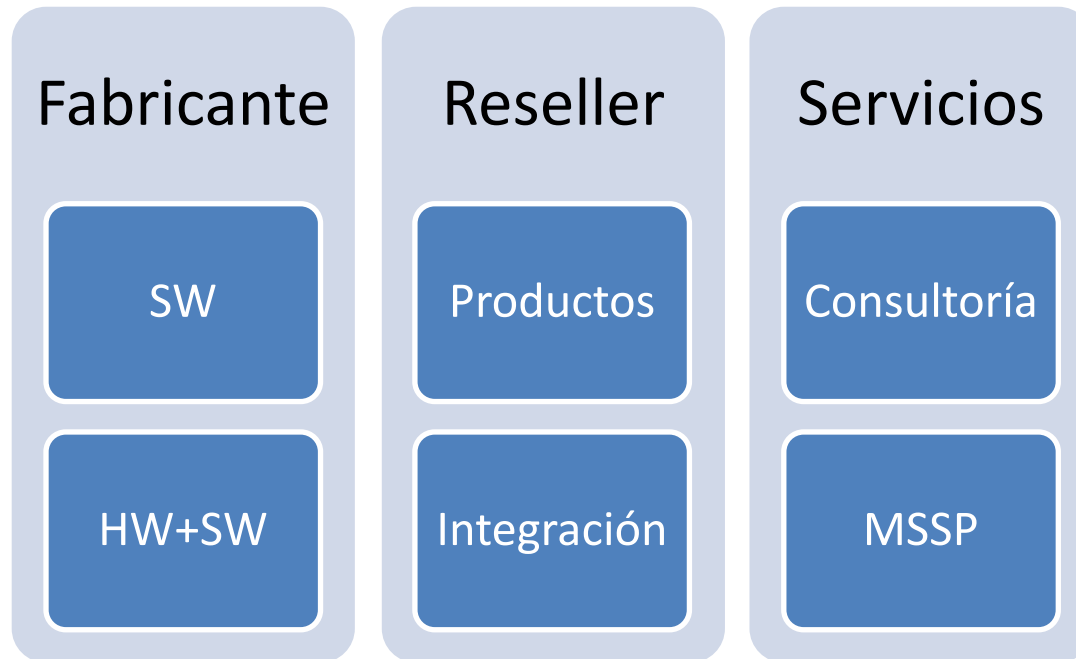 Fabricante
SW
HW+SW
Reseller
Productos
Integración
Servicios
Consultoría
MSSP